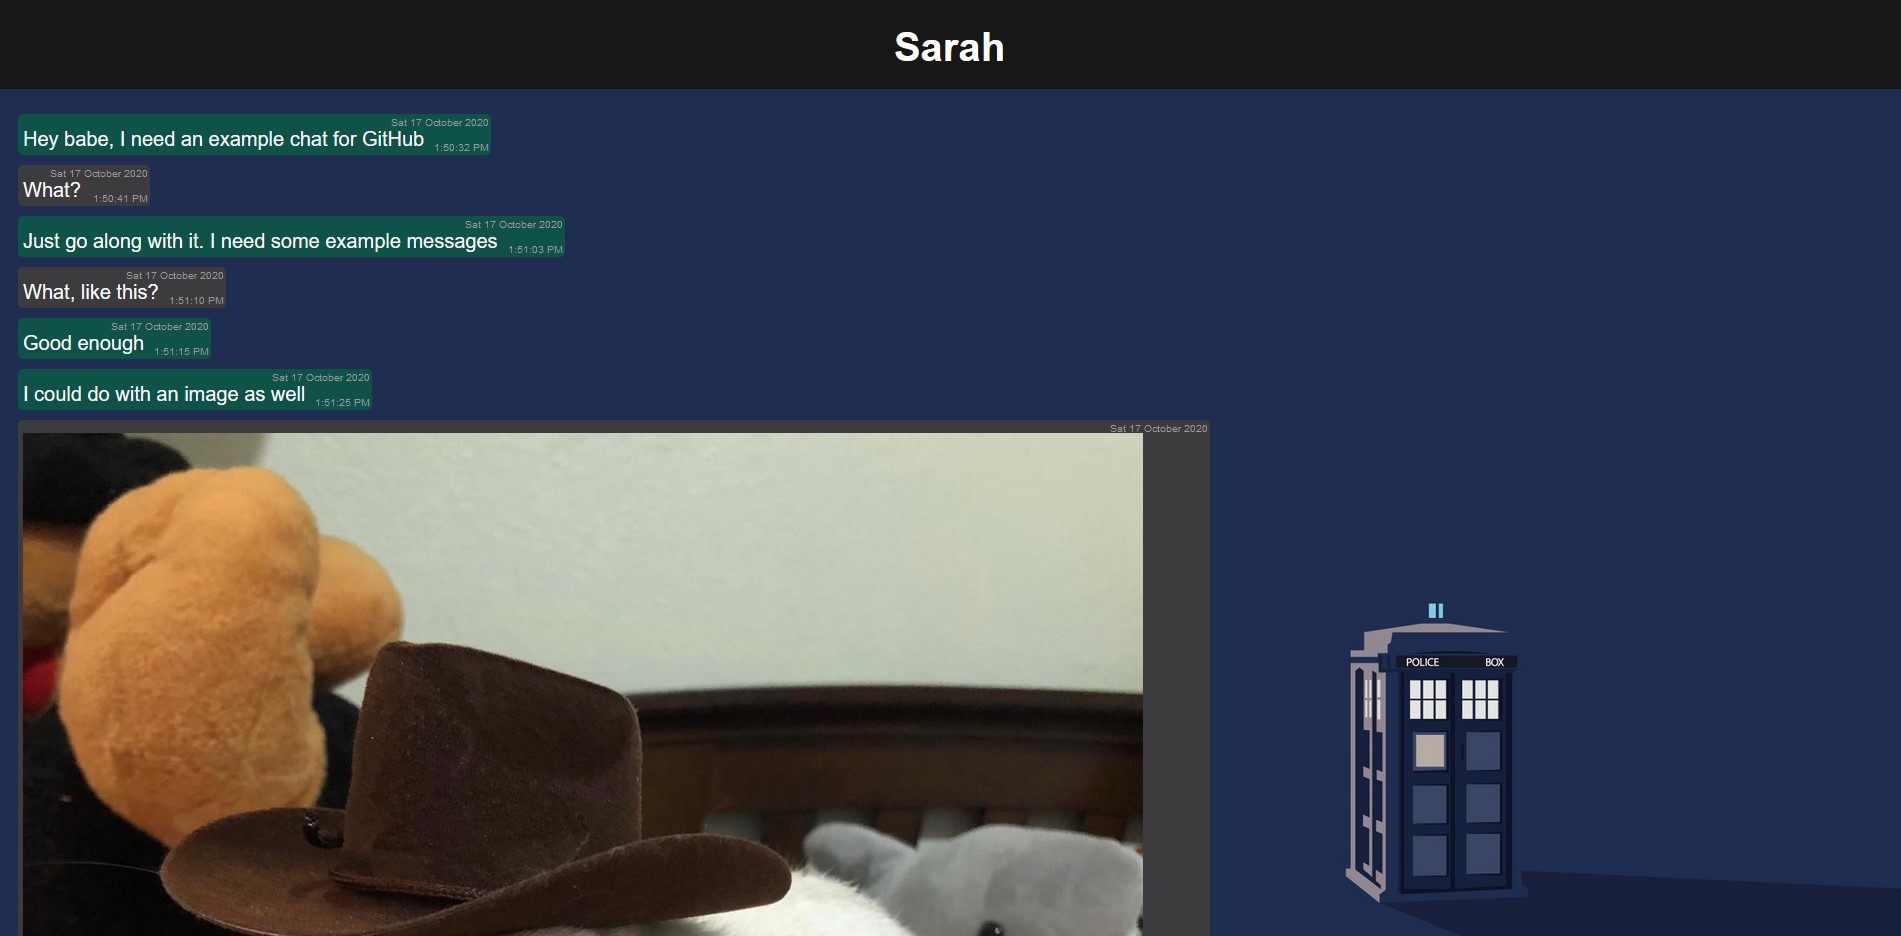 Sarah
Sat 17 October 2020
Hey babe, I need an example chat for GitHub
1:50:32 PM
Sat 17 October 2020
What?
1:50:41 PM
Sat 17 October 2020
Just go along with it. I need some example messages
1:51:03 PM
Sat 17 October 2020
What, like this?
1:51:10 PM
Sat 17 October 2020
Good enough
1:51:15 PM
Sat 17 October 2020
I could do with an image as well
1:51:25 PM
Sat 17 October 2020
POLICE BOX